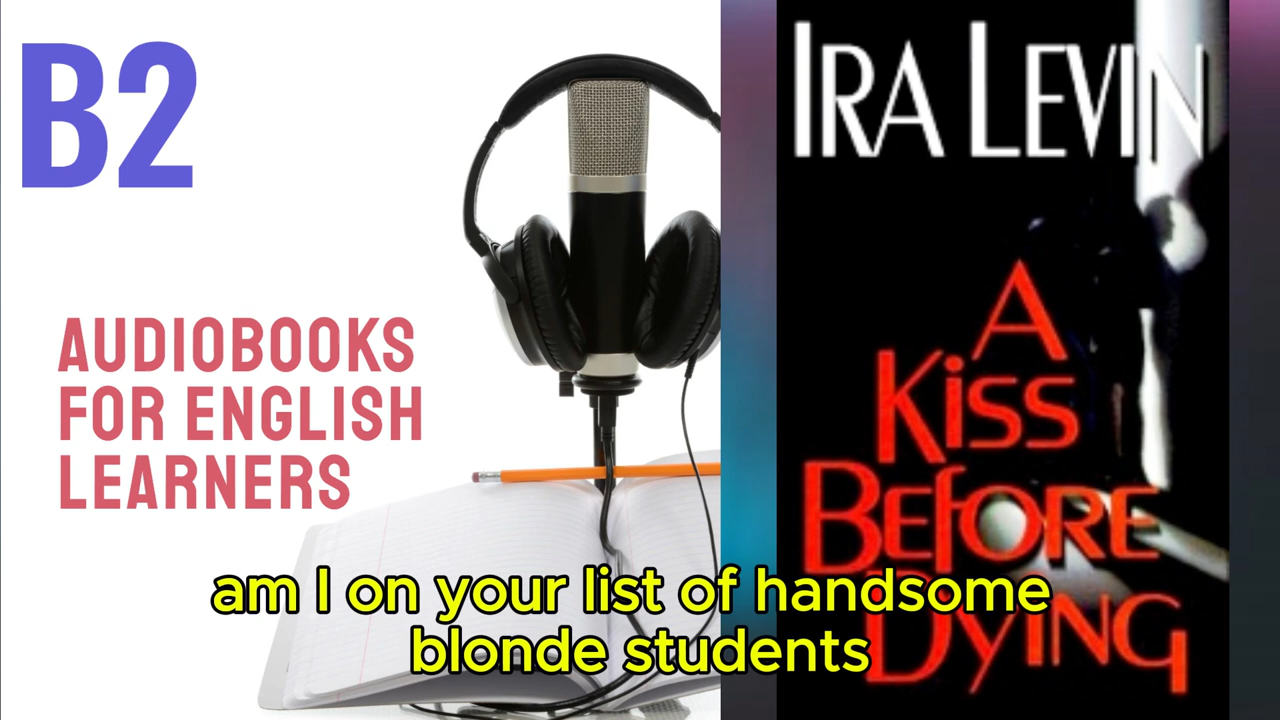 B2
AUDIOBOOKS
FOR ENGLISH
LEARNERS
IRA LEVIN
A
KISS
BEFORE
DYING
am I on your list of handsome
blonde students